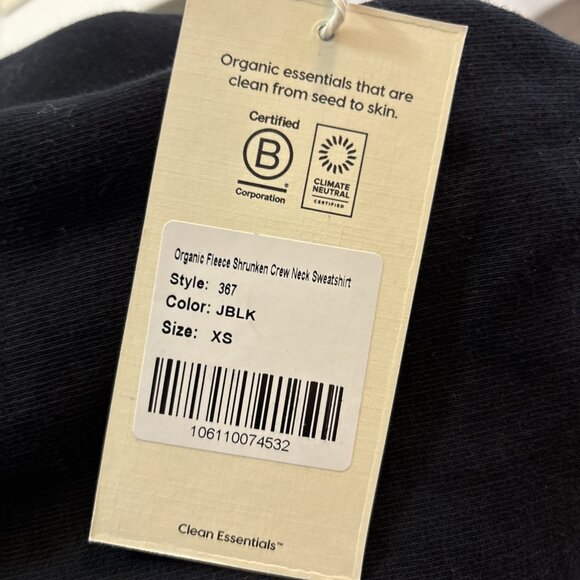 Organic essentials that are
clean from seed to skin.
Certified
B
Corporation
CLIMATE
NEUTRAL
CERTIFIED
Organic Fleece Shrunken Crew Neck Sweatshirt
Style: 367
Color: JBLK
Size: XS
106110074532
Clean Essentials™